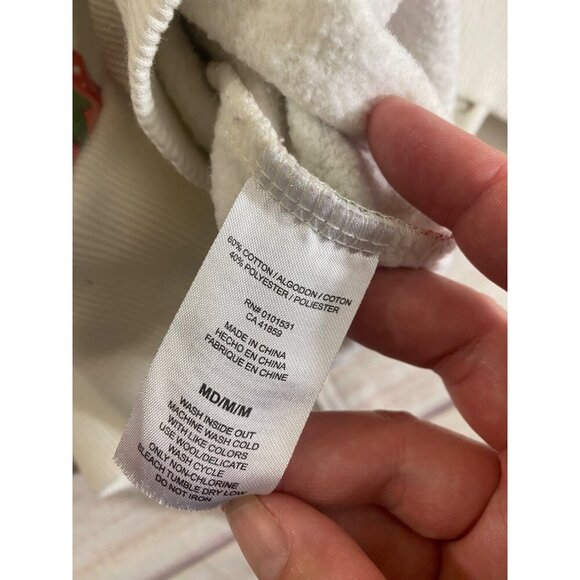 60% COTTON / ALGODON / COTON
40% POLYESTER / POLIESTER
RN# 0101531
CA 41859
MADE IN CHINA
HECHO EN CHINA
FABRIQUE EN CHINE
MD/M/M
WASH INSIDE OUT
MACHINE WASH COLD
WITH LIKE COLORS
USE WOOL/DELICATE
WASH CYCLE
ONLY NON-CHLORINE
BLEACH TUMBLE DRY LOW
DO NOT IRON